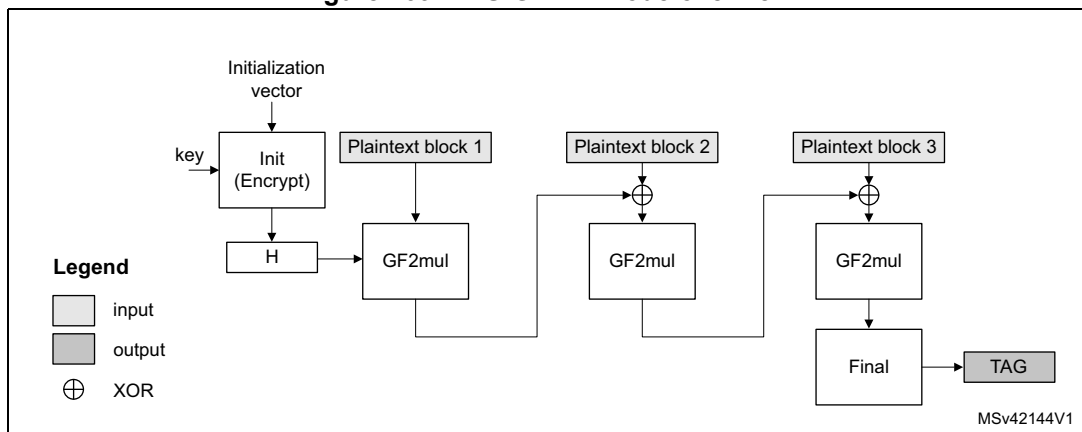 Initialization
vector
key
Init
(Encrypt)
H
Plaintext block 1
Plaintext block 2
Plaintext block 3
GF2mul
GF2mul
GF2mul
Final
TAG
Legend
input
output
XOR
MSv42144V1